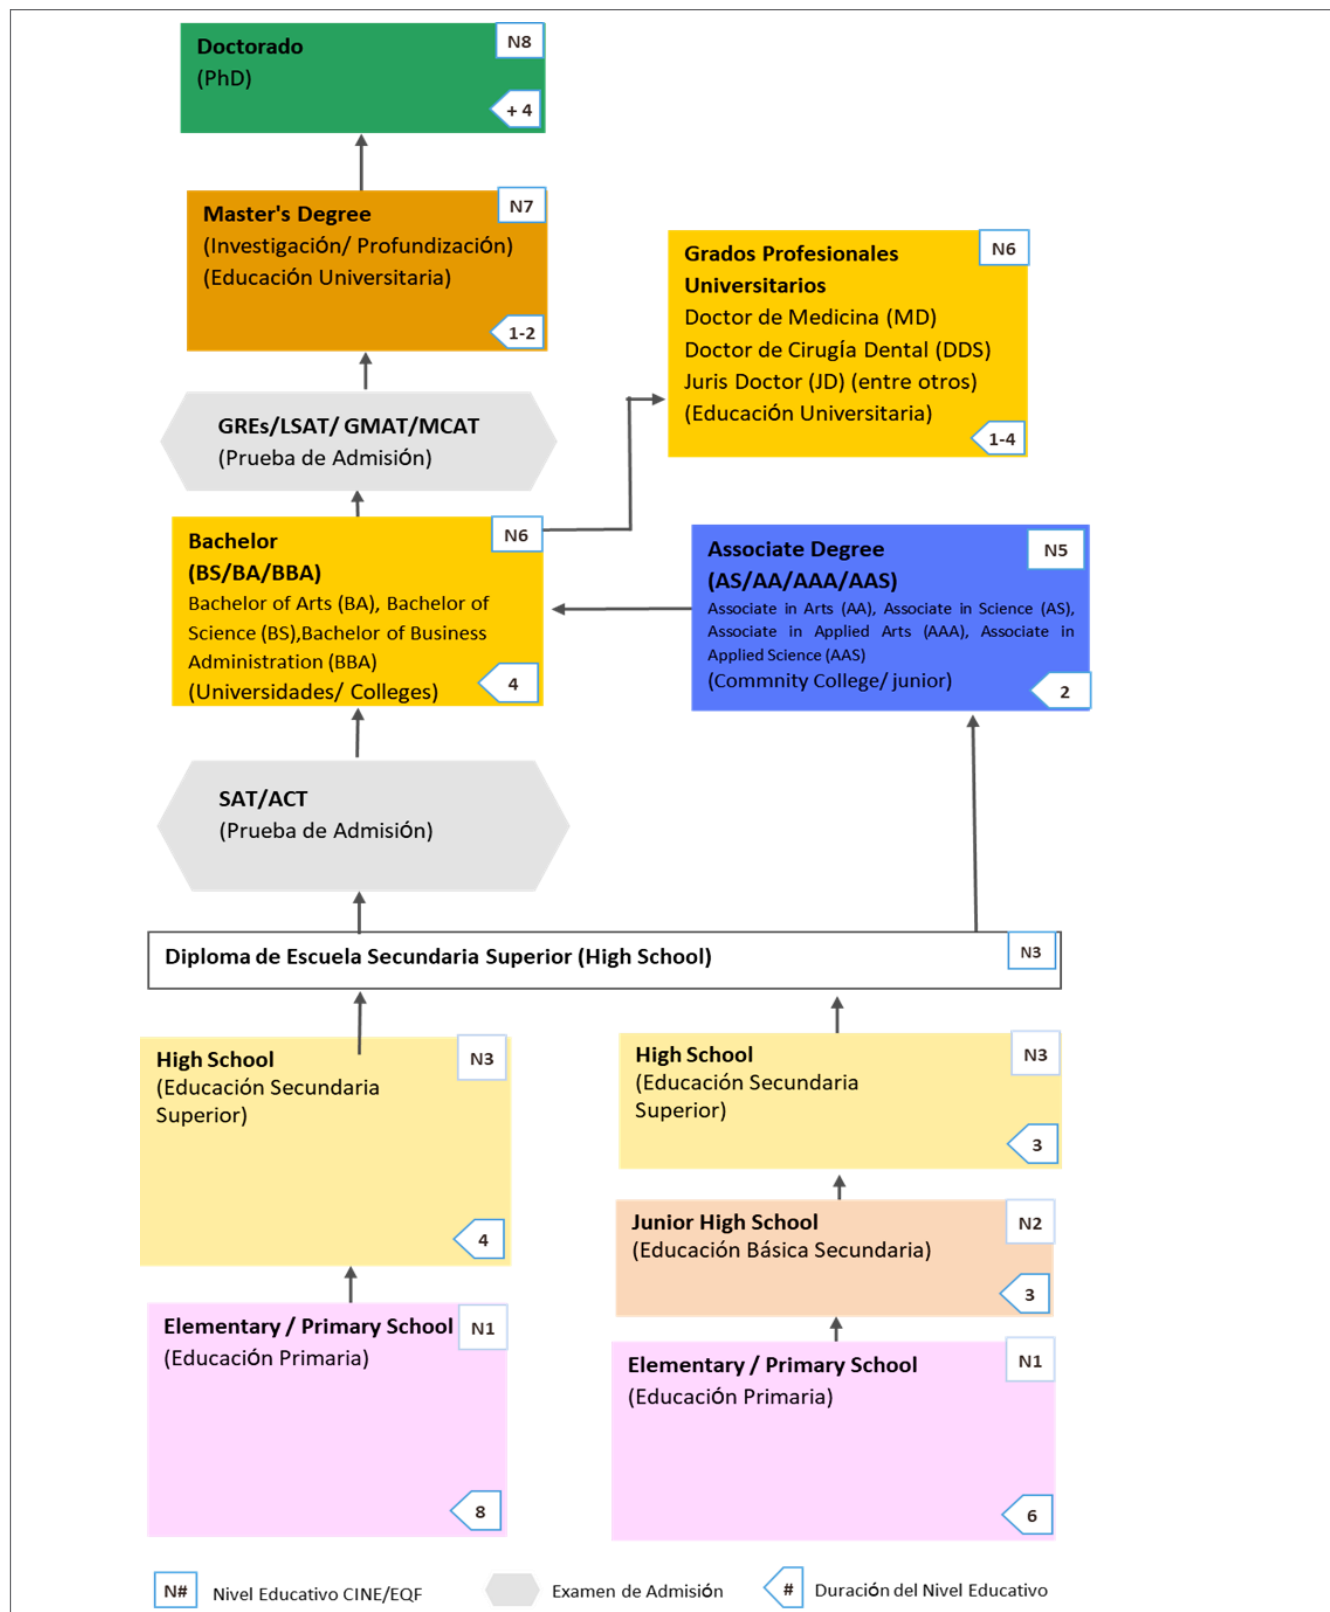 Doctorado
N8
(PhD)
+ 4
Master's Degree
N7
(Investigación/ Profundización)
(Educación Universitaria)
1-2
Grados Profesionales
N6
Universitarios
Doctor de Medicina (MD)
Doctor de Cirugía Dental (DDS)
Juris Doctor (JD) (entre otros)
(Educación Universitaria)
1-4
GREs/LSAT/ GMAT/MCAT
(Prueba de Admisión)
Bachelor
N6
(BS/BA/BBA)
Bachelor of Arts (BA), Bachelor of
Science (BS),Bachelor of Business
Administration (BBA)
(Universidades/ Colleges)
4
Associate Degree
N5
(AS/AA/AAA/AAS)
Associate in Arts (AA), Associate in Science (AS),
Associate in Applied Arts (AAA), Associate in
Applied Science (AAS)
(Commnity College/ junior)
2
SAT/ACT
(Prueba de Admisión)
Diploma de Escuela Secundaria Superior (High School)
N3
High School
N3
(Educación Secundaria
Superior)
4
High School
N3
(Educación Secundaria
Superior)
3
Junior High School
N2
(Educación Básica Secundaria)
3
Elementary / Primary School
N1
(Educación Primaria)
8
Elementary / Primary School
N1
(Educación Primaria)
6
N#
Nivel Educativo CINE/EQF
Examen de Admisión
#
Duración del Nivel Educativo